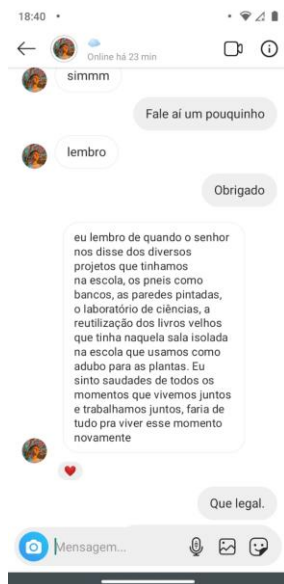 18:40
Online há 23 min
simmm
Fale aí um pouquinho
lembro
Obrigado
eu lembro de quando o senhor
nos disse dos diversos
projetos que tinhamos
na escola, os pneis como
bancos, as paredes pintadas,
o laboratório de ciências, a
reutilização dos livros velhos
que tinha naquela sala isolada
na escola que usamos como
adubo para as plantas. Eu
sinto saudades de todos os
momentos que vivemos juntos
e trabalhamos juntos, faria de
tudo pra viver esse momento
novamente
Que legal.
Mensagem...